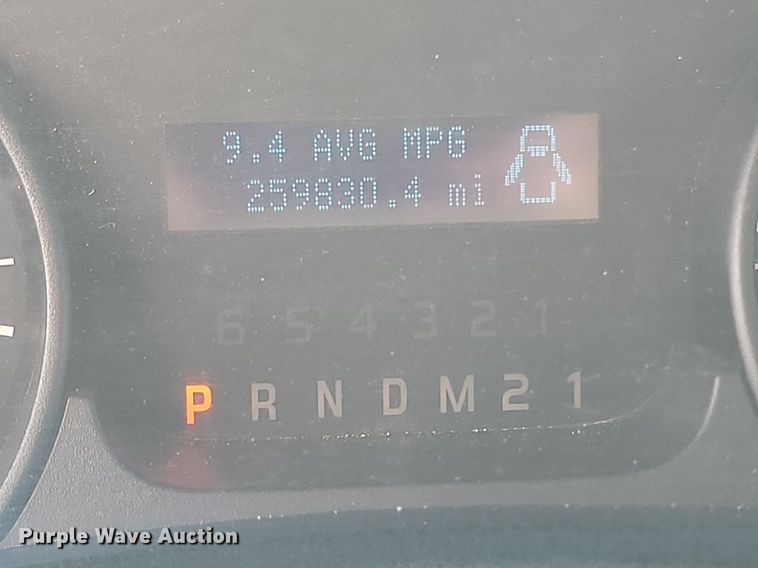 9.4 AVG MPG
259830.4 mi
6 5 4 3 2 1
P R N D M 2 1
Purple Wave Auction